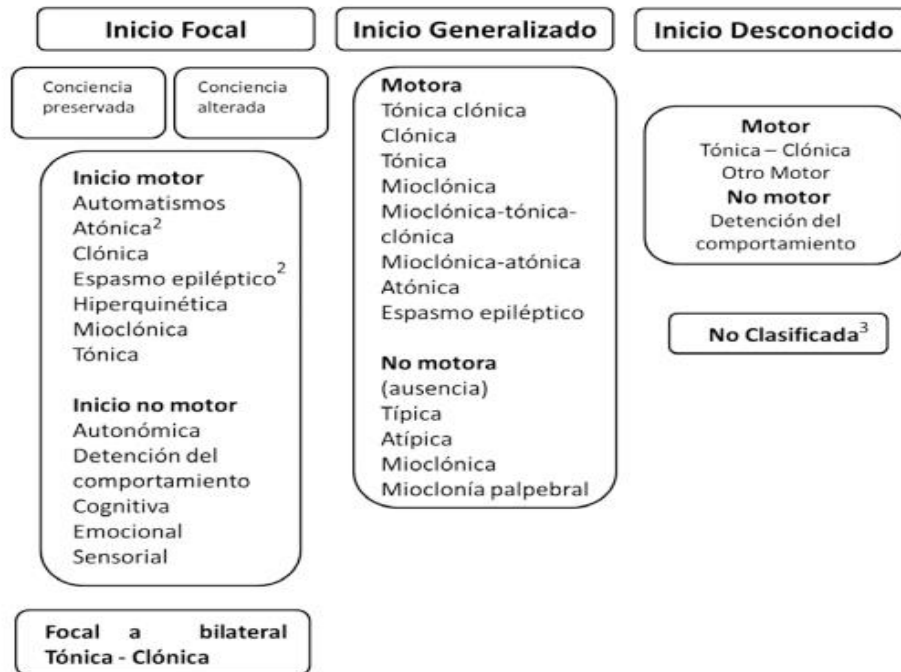 Inicio Focal
Conciencia
preservada
Conciencia
alterada
Inicio motor
Automatismos
Atónica²
Clónica
Espasmo epiléptico²
Hiperquinética
Mioclónica
Tónica
Inicio no motor
Autonómica
Detención del
comportamiento
Cognitiva
Emocional
Sensorial
Focal a bilateral
Tónica - Clónica
Inicio Generalizado
Motora
Tónica clónica
Clónica
Tónica
Mioclónica
Mioclónica-tónica-
clónica
Mioclónica-atónica
Atónica
Espasmo epiléptico
No motora
(ausencia)
Típica
Atípica
Mioclónica
Mioclonía palpebral
Inicio Desconocido
Motor
Tónica – Clónica
Otro Motor
No motor
Detención del
comportamiento
No Clasificada³